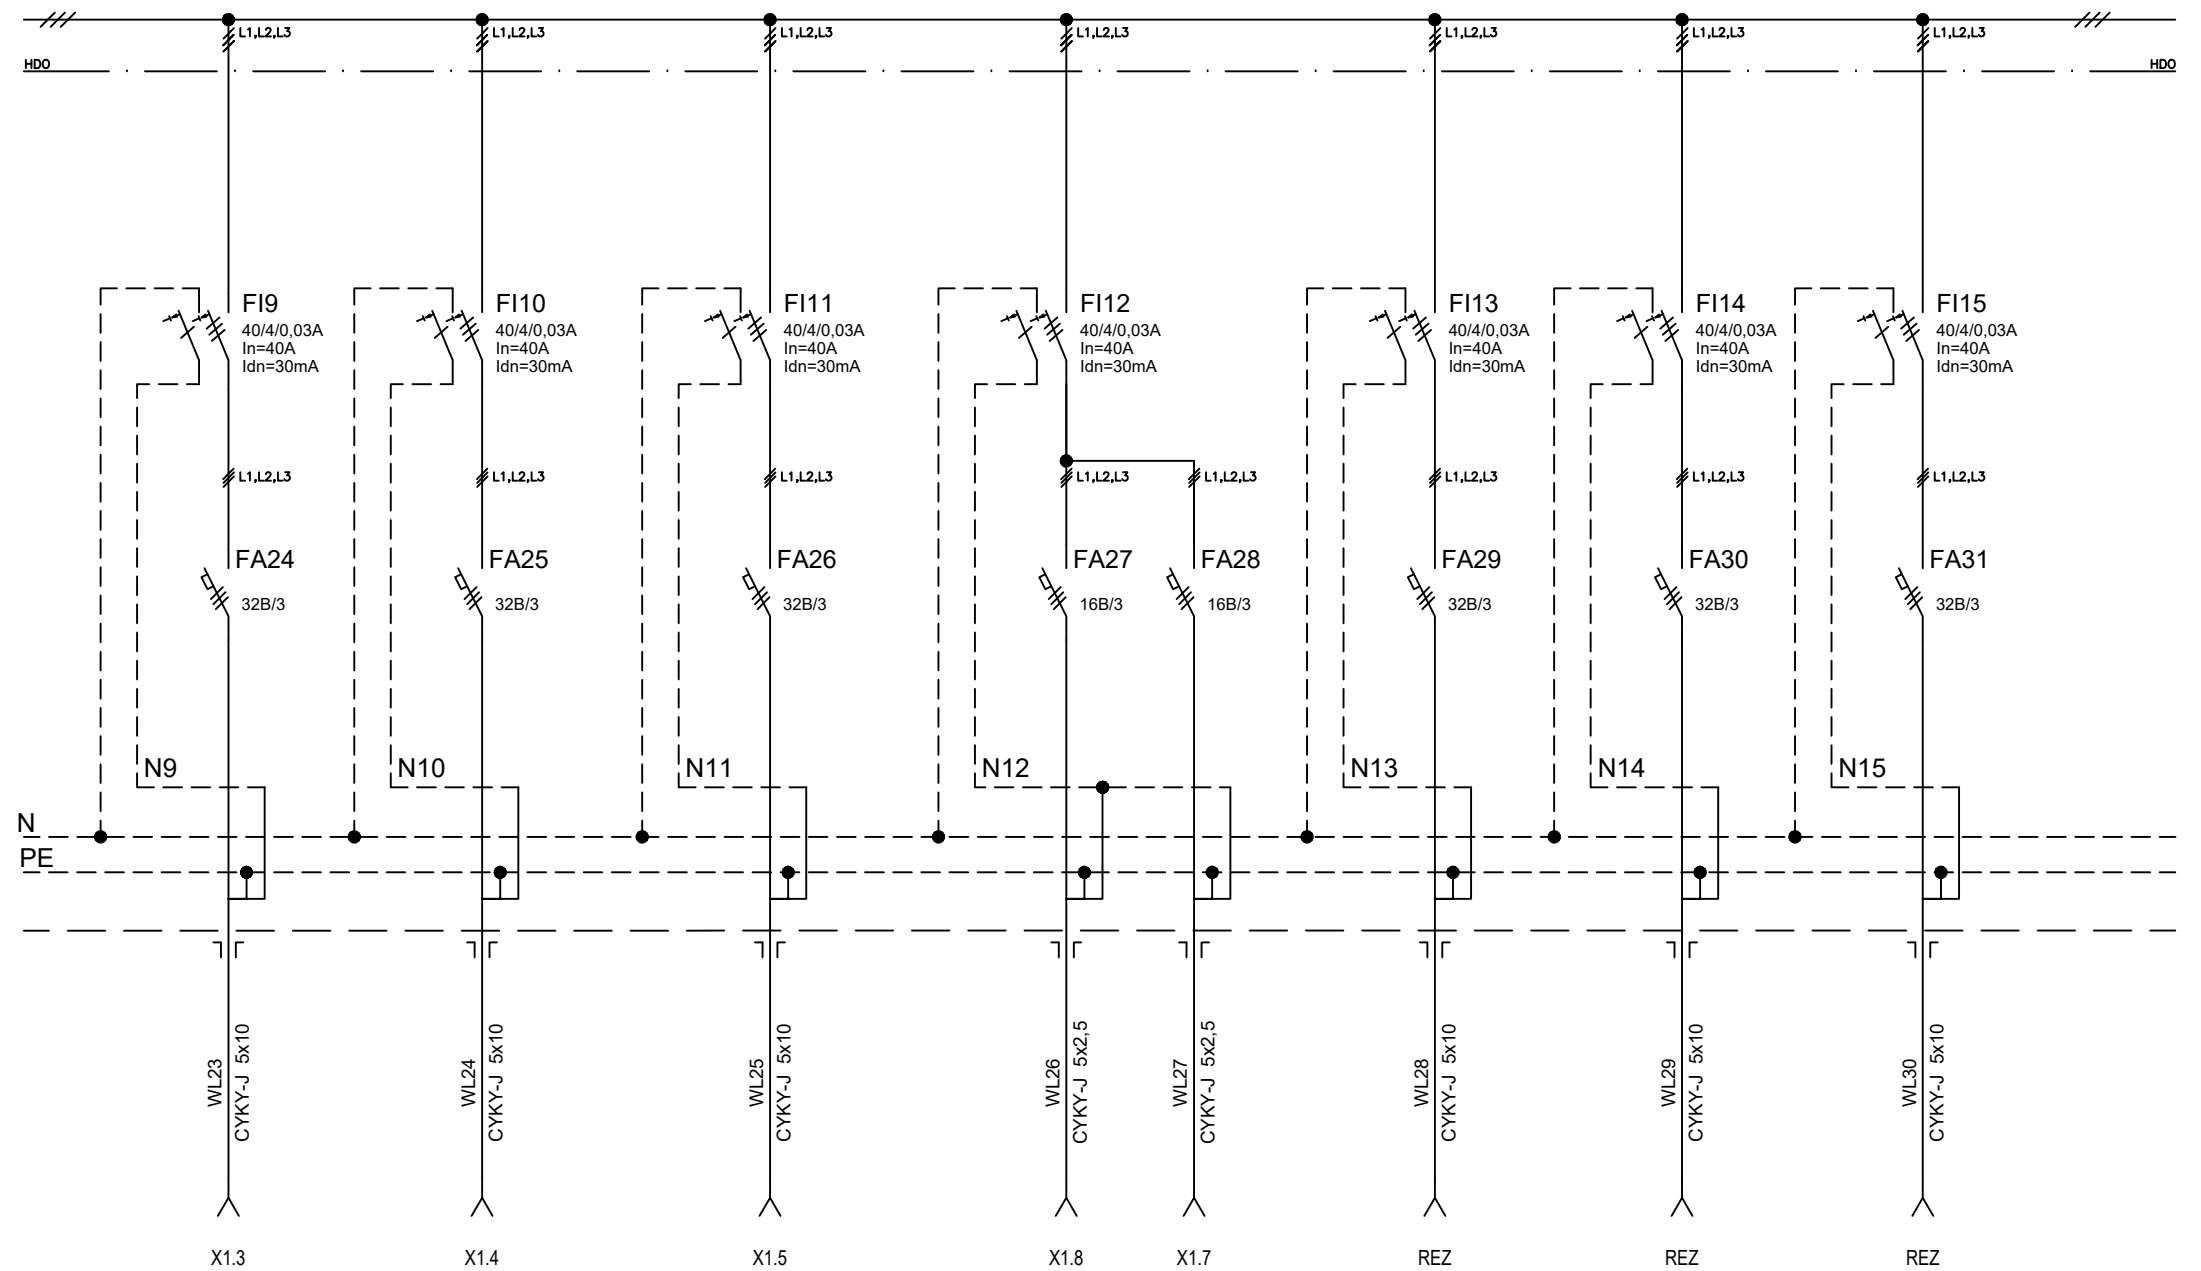 L1,L2,L3
L1,L2,L3
L1,L2,L3
L1,L2,L3
L1,L2,L3
L1,L2,L3
L1,L2,L3
HDO
HDO
FI9
40/4/0,03A
In=40A
Idn=30mA
FI10
40/4/0,03A
In=40A
Idn=30mA
FI11
40/4/0,03A
In=40A
Idn=30mA
FI12
40/4/0,03A
In=40A
Idn=30mA
FI13
40/4/0,03A
In=40A
Idn=30mA
FI14
40/4/0,03A
In=40A
Idn=30mA
FI15
40/4/0,03A
In=40A
Idn=30mA
L1,L2,L3
L1,L2,L3
L1,L2,L3
L1,L2,L3
L1,L2,L3
L1,L2,L3
L1,L2,L3
L1,L2,L3
FA24
32B/3
FA25
32B/3
FA26
32B/3
FA27
16B/3
FA28
16B/3
FA29
32B/3
FA30
32B/3
FA31
32B/3
N9
N10
N11
N12
N13
N14
N15
N
PE
WL23
CYKY-J 5x10
WL24
CYKY-J 5x10
WL25
CYKY-J 5x10
WL26
CYKY-J 5x2,5
WL27
CYKY-J 5x2,5
WL28
CYKY-J 5x10
WL29
CYKY-J 5x10
WL30
CYKY-J 5x10
X1.3
X1.4
X1.5
X1.8
X1.7
REZ
REZ
REZ